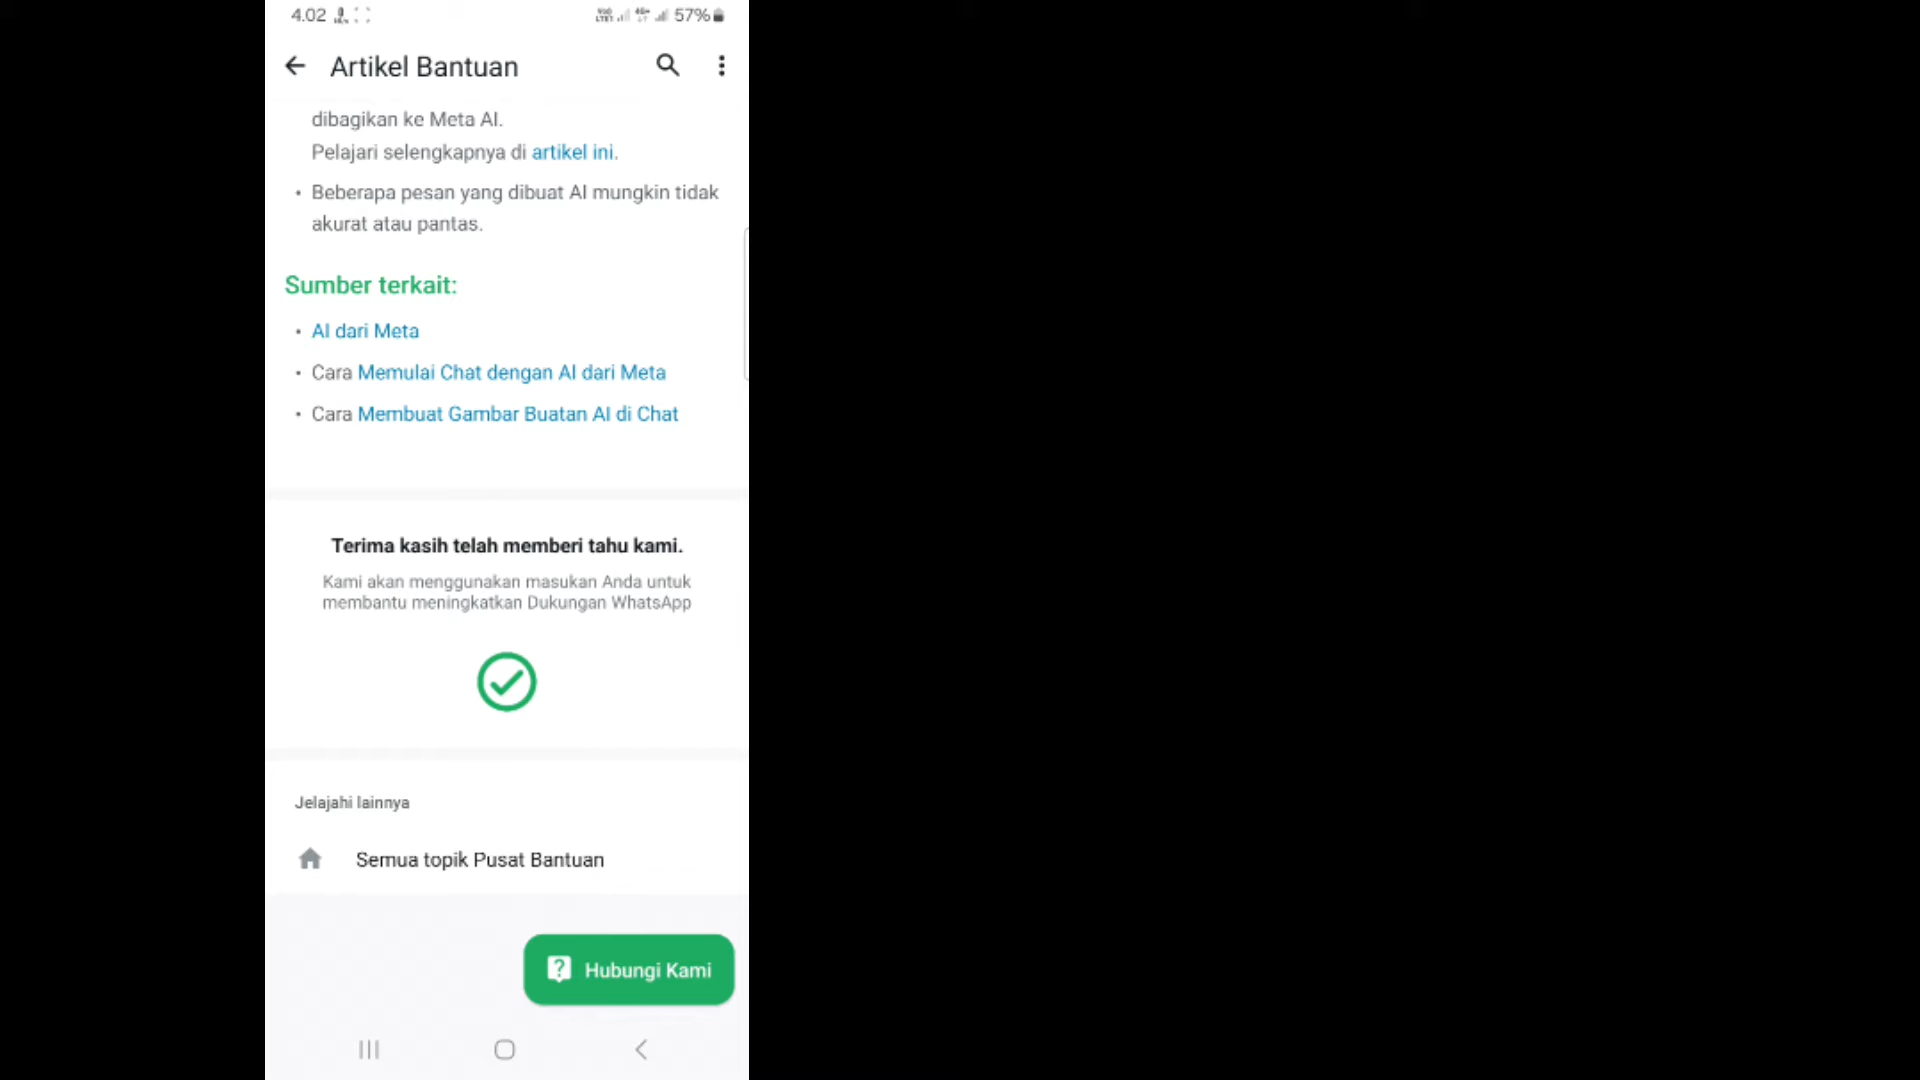 4.02
57%
Artikel Bantuan
dibagikan ke Meta AI.
Pelajari selengkapnya di artikel ini.
• Beberapa pesan yang dibuat AI mungkin tidak
akurat atau pantas.
Sumber terkait:
• AI dari Meta
• Cara Memulai Chat dengan AI dari Meta
• Cara Membuat Gambar Buatan AI di Chat
Terima kasih telah memberi tahu kami.
Kami akan menggunakan masukan Anda untuk
membantu meningkatkan Dukungan WhatsApp
Jelajahi lainnya
Semua topik Pusat Bantuan
Hubungi Kami